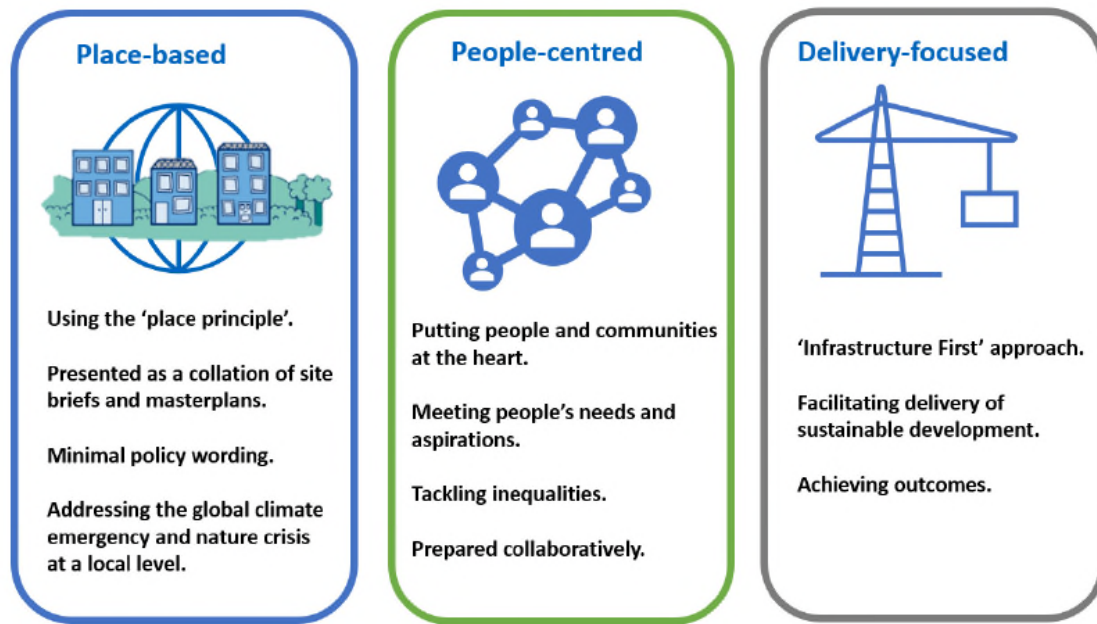 Place-based
Using the ‘place principle’.
Presented as a collation of site
briefs and masterplans.
Minimal policy wording.
Addressing the global climate
emergency and nature crisis
at a local level.
People-centred
Putting people and communities
at the heart.
Meeting people’s needs and
aspirations.
Tackling inequalities.
Prepared collaboratively.
Delivery-focused
‘Infrastructure First’ approach.
Facilitating delivery of
sustainable development.
Achieving outcomes.